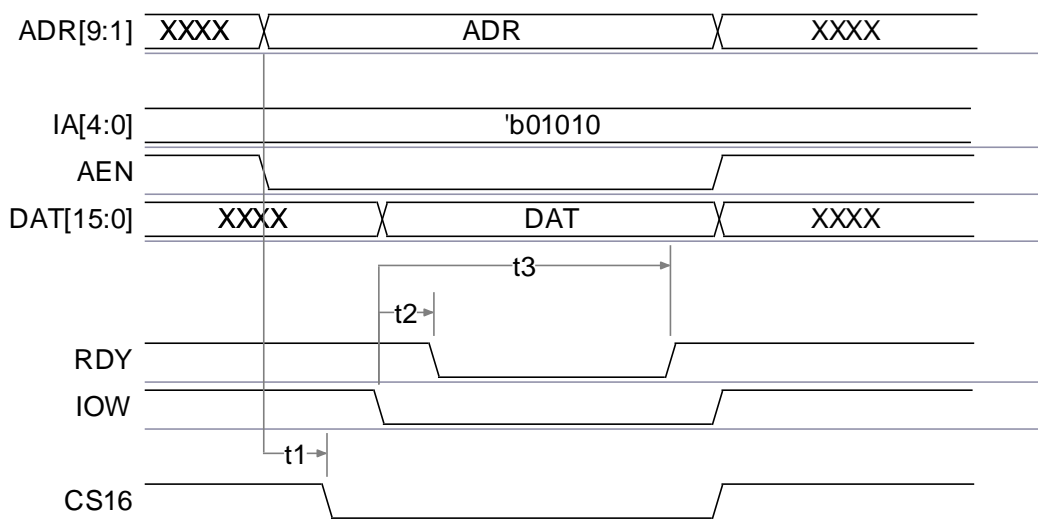 ADR[9:1] XXXX ADR XXXX
IA[4:0] 'b01010
AEN
DAT[15:0] XXXX DAT XXXX
t3
t2
RDY
IOW
t1
CS16